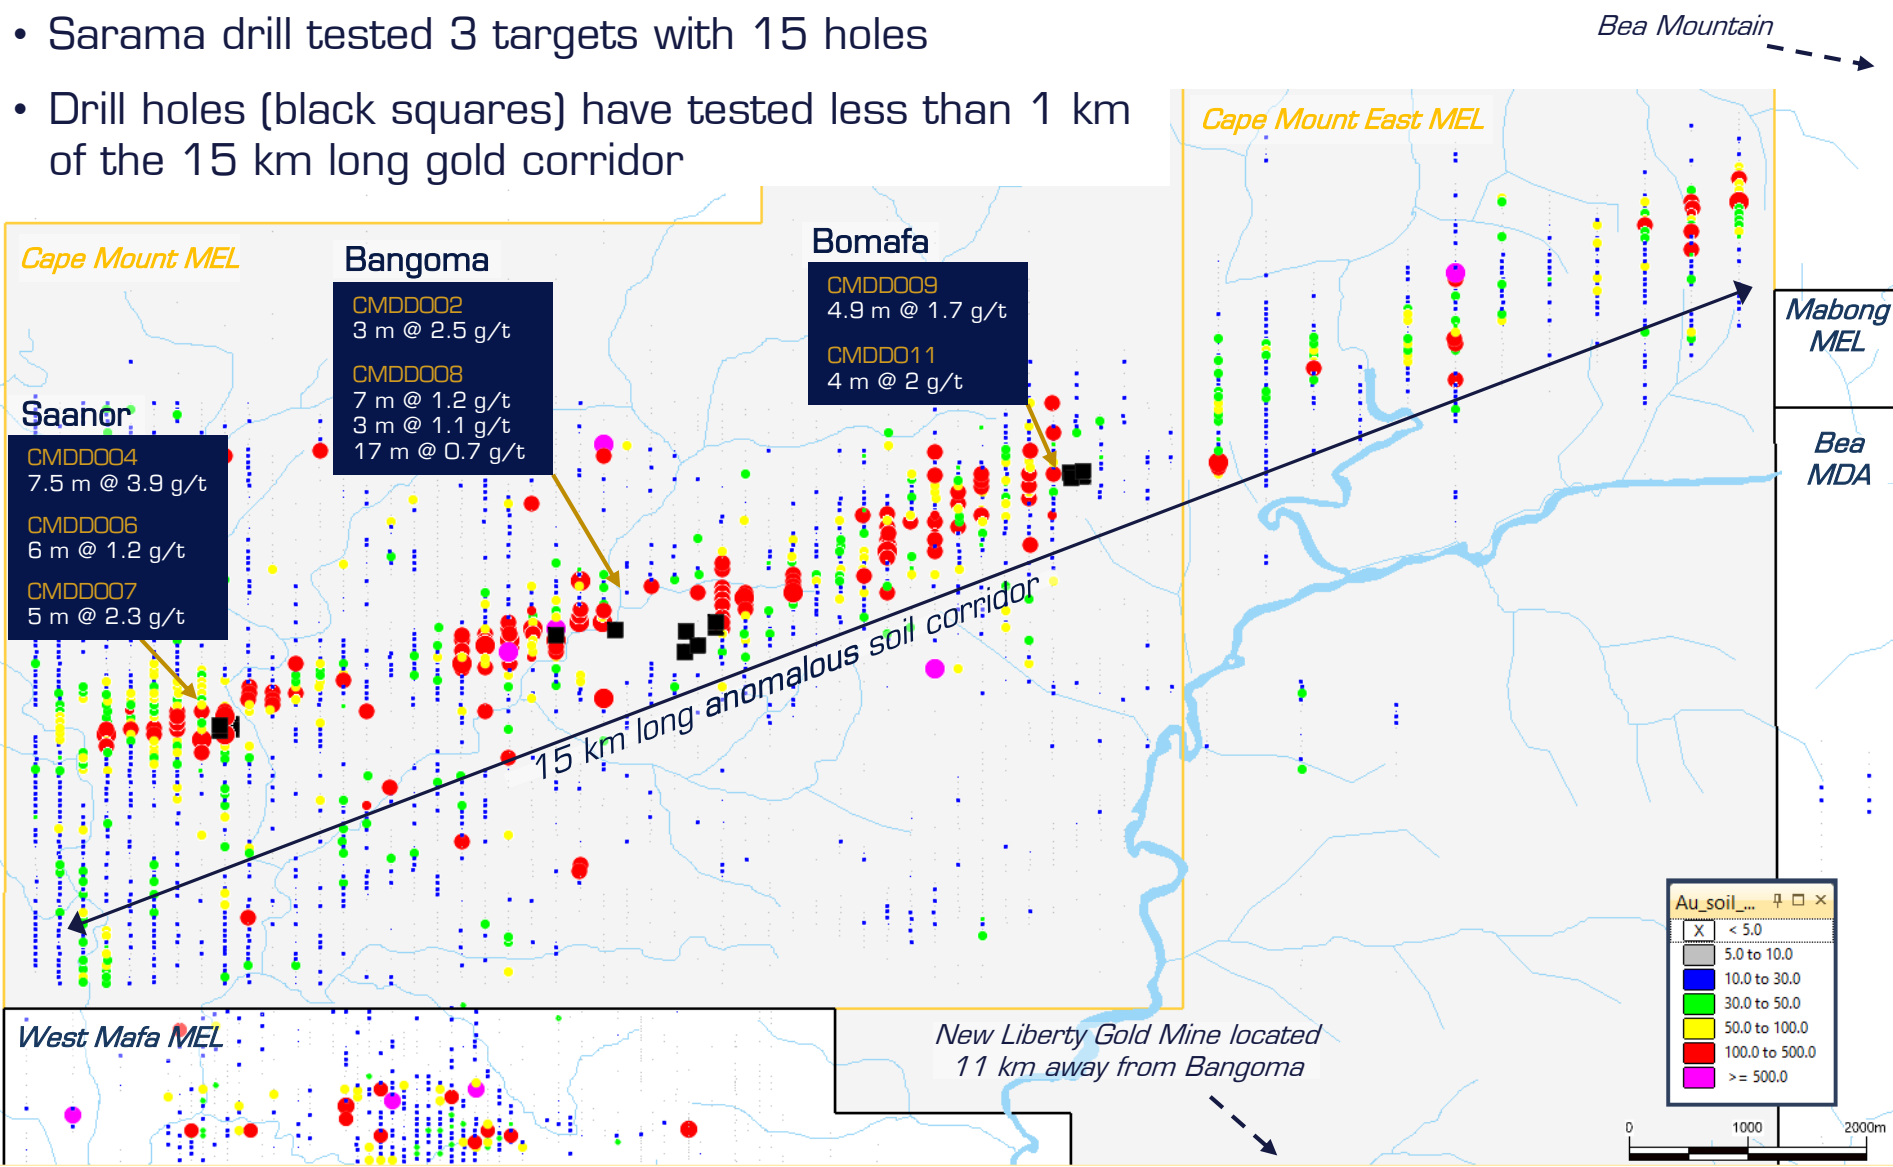 • Sarama drill tested 3 targets with 15 holes
• Drill holes (black squares) have tested less than 1 km
of the 15 km long gold corridor
Bea Mountain
Cape Mount East MEL
Cape Mount MEL
Bangoma
CMDD002
3 m @ 2.5 g/t
CMDD008
7 m @ 1.2 g/t
3 m @ 1.1 g/t
17 m @ 0.7 g/t
Bomafa
CMDD009
4.9 m @ 1.7 g/t
CMDD011
4 m @ 2 g/t
Mabong
MEL
Saanor
CMDD004
7.5 m @ 3.9 g/t
CMDD006
6 m @ 1.2 g/t
CMDD007
5 m @ 2.3 g/t
Bea
MDA
15 km long anomalous soil corridor
West Mafa MEL
New Liberty Gold Mine located
11 km away from Bangoma
Au_soil_...
X < 5.0
5.0 to 10.0
10.0 to 30.0
30.0 to 50.0
50.0 to 100.0
100.0 to 500.0
>= 500.0
0 1000 2000m